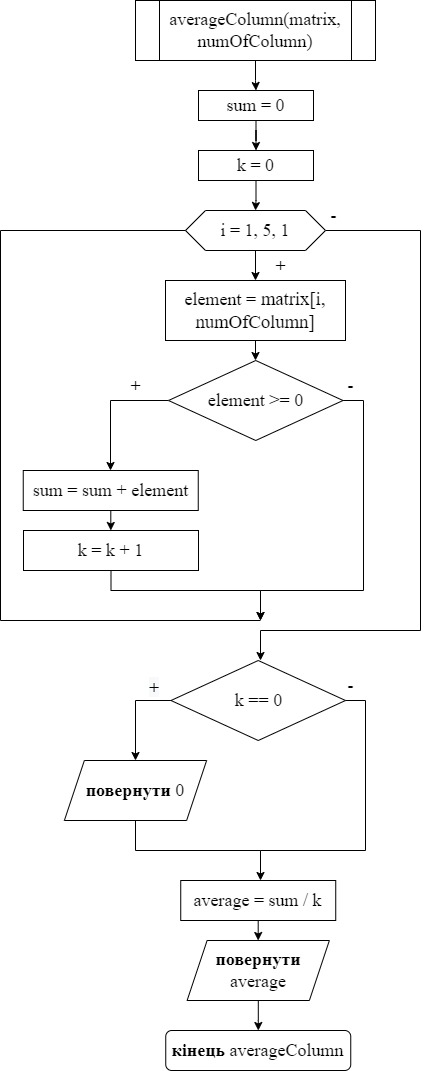 averageColumn(matrix,
numOfColumn)
sum = 0
k = 0
i = 1, 5, 1
-
+
element = matrix[i,
numOfColumn]
+
-
element >= 0
sum = sum + element
k = k + 1
+
-
k == 0
повернути 0
average = sum / k
повернути
average
кінець averageColumn